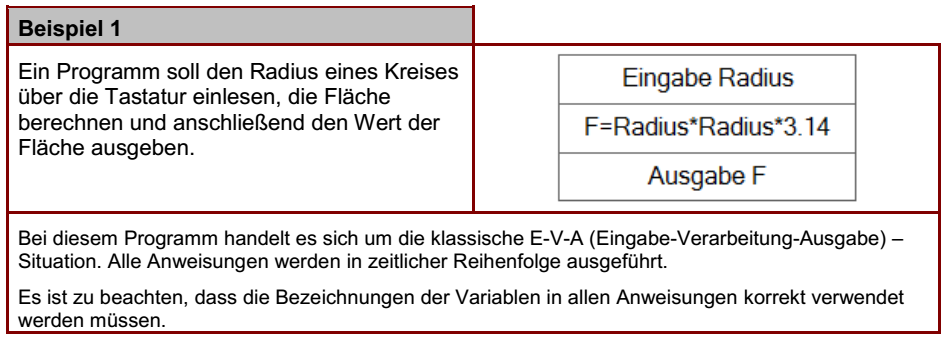 Beispiel 1
Ein Programm soll den Radius eines Kreises
über die Tastatur einlesen, die Fläche
berechnen und anschließend den Wert der
Fläche ausgeben.
Eingabe Radius
F=Radius*Radius*3.14
Ausgabe F
Bei diesem Programm handelt es sich um die klassische E-V-A (Eingabe-Verarbeitung-Ausgabe) –
Situation. Alle Anweisungen werden in zeitlicher Reihenfolge ausgeführt.
Es ist zu beachten, dass die Bezeichnungen der Variablen in allen Anweisungen korrekt verwendet
werden müssen.